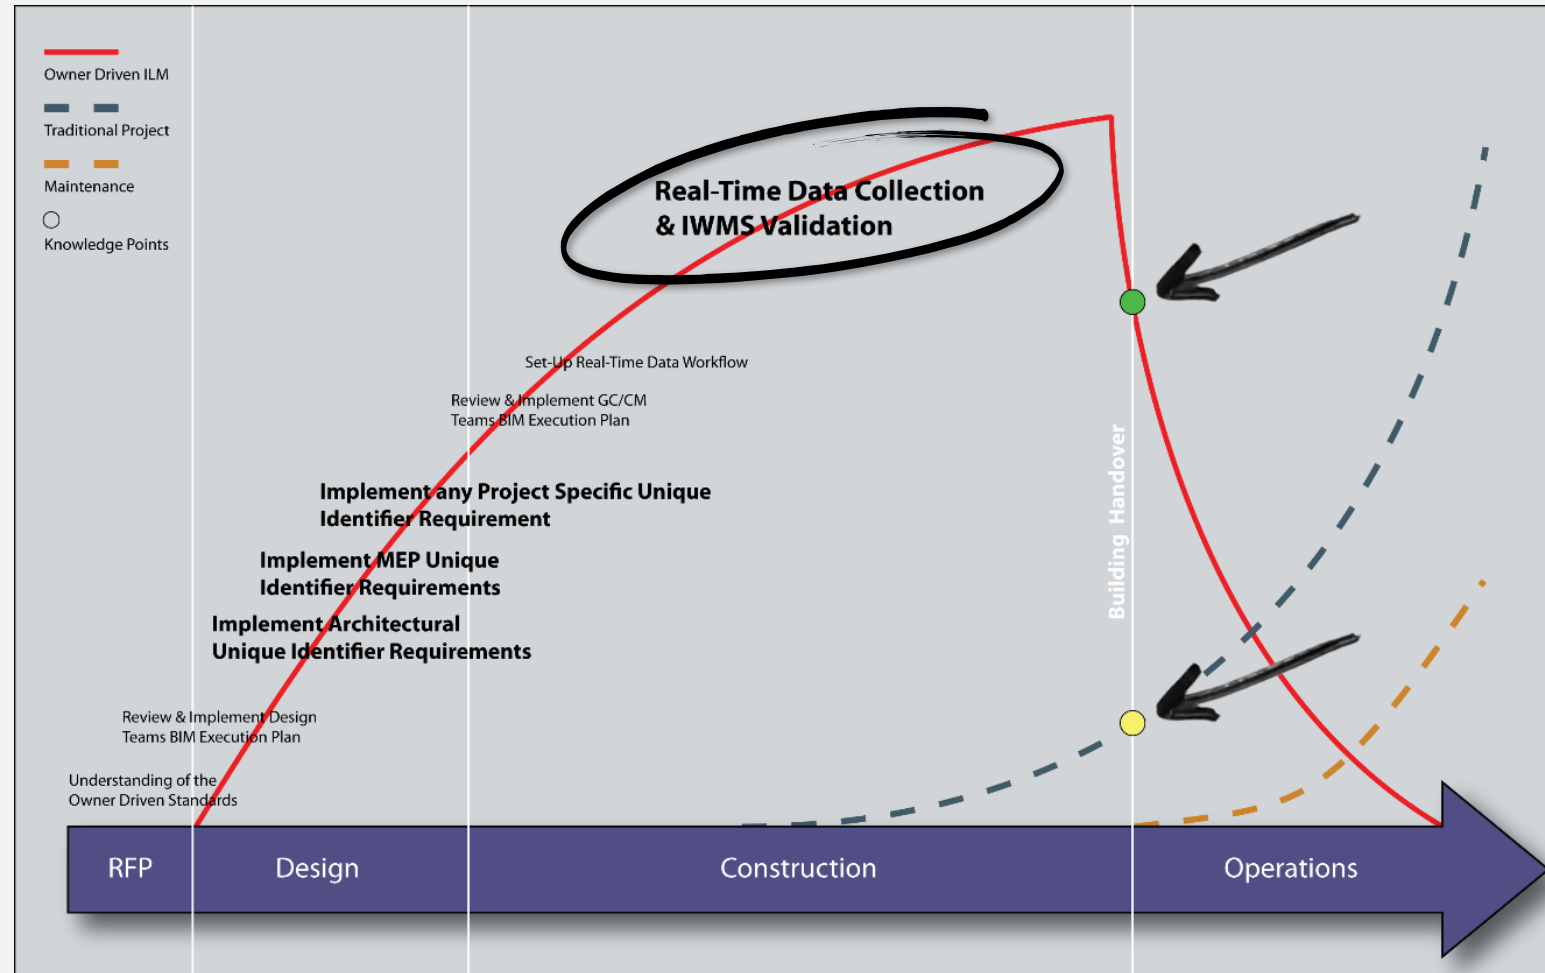 Owner Driven ILM
Traditional Project
Maintenance
Knowledge Points
Real-Time Data Collection
& IWMS Validation
Set-Up Real-Time Data Workflow
Review & Implement GC/CM
Teams BIM Execution Plan
Implement any Project Specific Unique
Identifier Requirement
Implement MEP Unique
Identifier Requirements
Implement Architectural
Unique Identifier Requirements
Review & Implement Design
Teams BIM Execution Plan
Understanding of the
Owner Driven Standards
Building Handover
RFP
Design
Construction
Operations